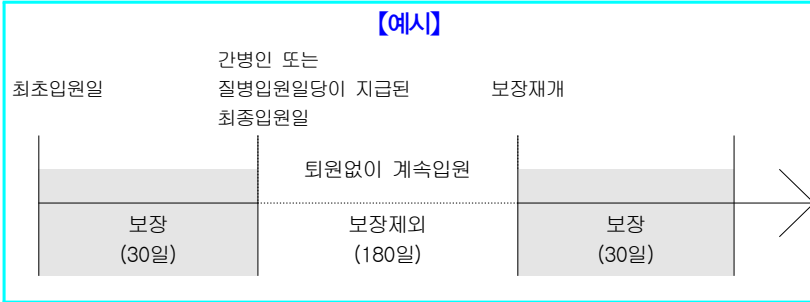 【예시】
간병인 또는
최초입원일 질병입원일당이 지급된 보장재개
최종입원일
퇴원없이 계속입원
보장 보장제외 보장
(30일) (180일) (30일)